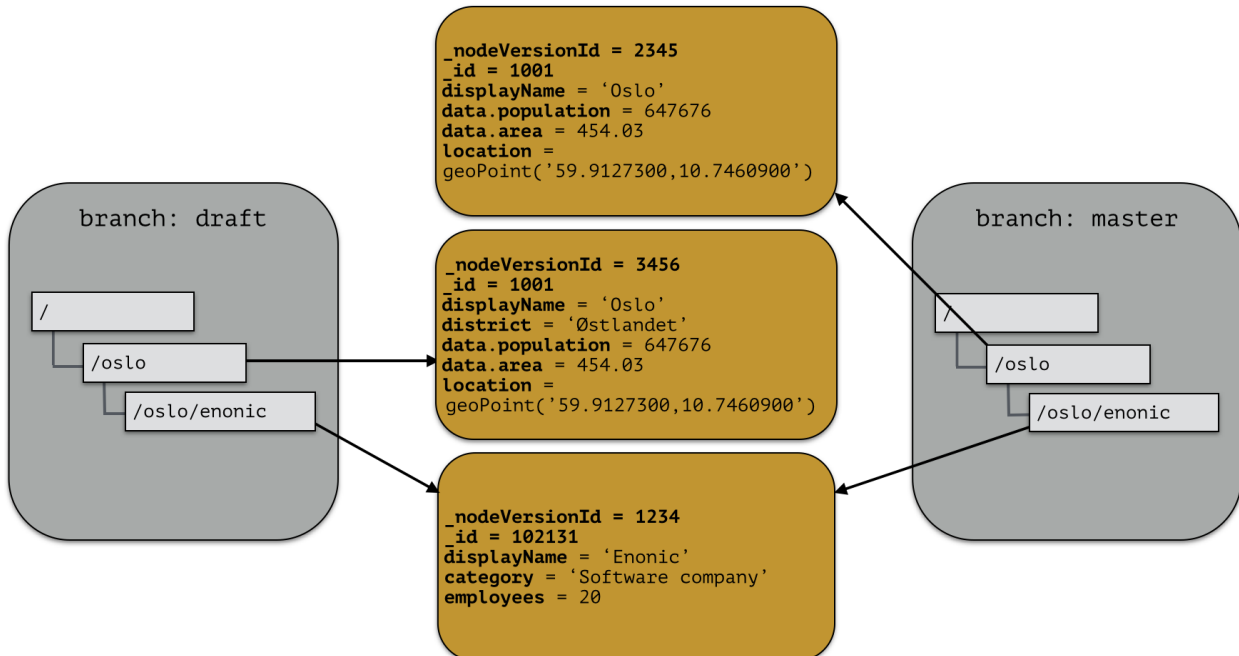 branch: draft
/
/oslo
/oslo/enonic
_nodeVersionId = 2345
_id = 1001
displayName = ‘Oslo’
data.population = 647676
data.area = 454.03
location =
geoPoint(’59.9127300,10.7460900’)
_nodeVersionId = 3456
_id = 1001
displayName = ‘Oslo’
district = ‘Østlandet’
data.population = 647676
data.area = 454.03
location =
geoPoint(’59.9127300,10.7460900’)
_nodeVersionId = 1234
_id = 102131
displayName = ‘Enonic’
category = ‘Software company’
employees = 20
branch: master
/
/oslo
/oslo/enonic